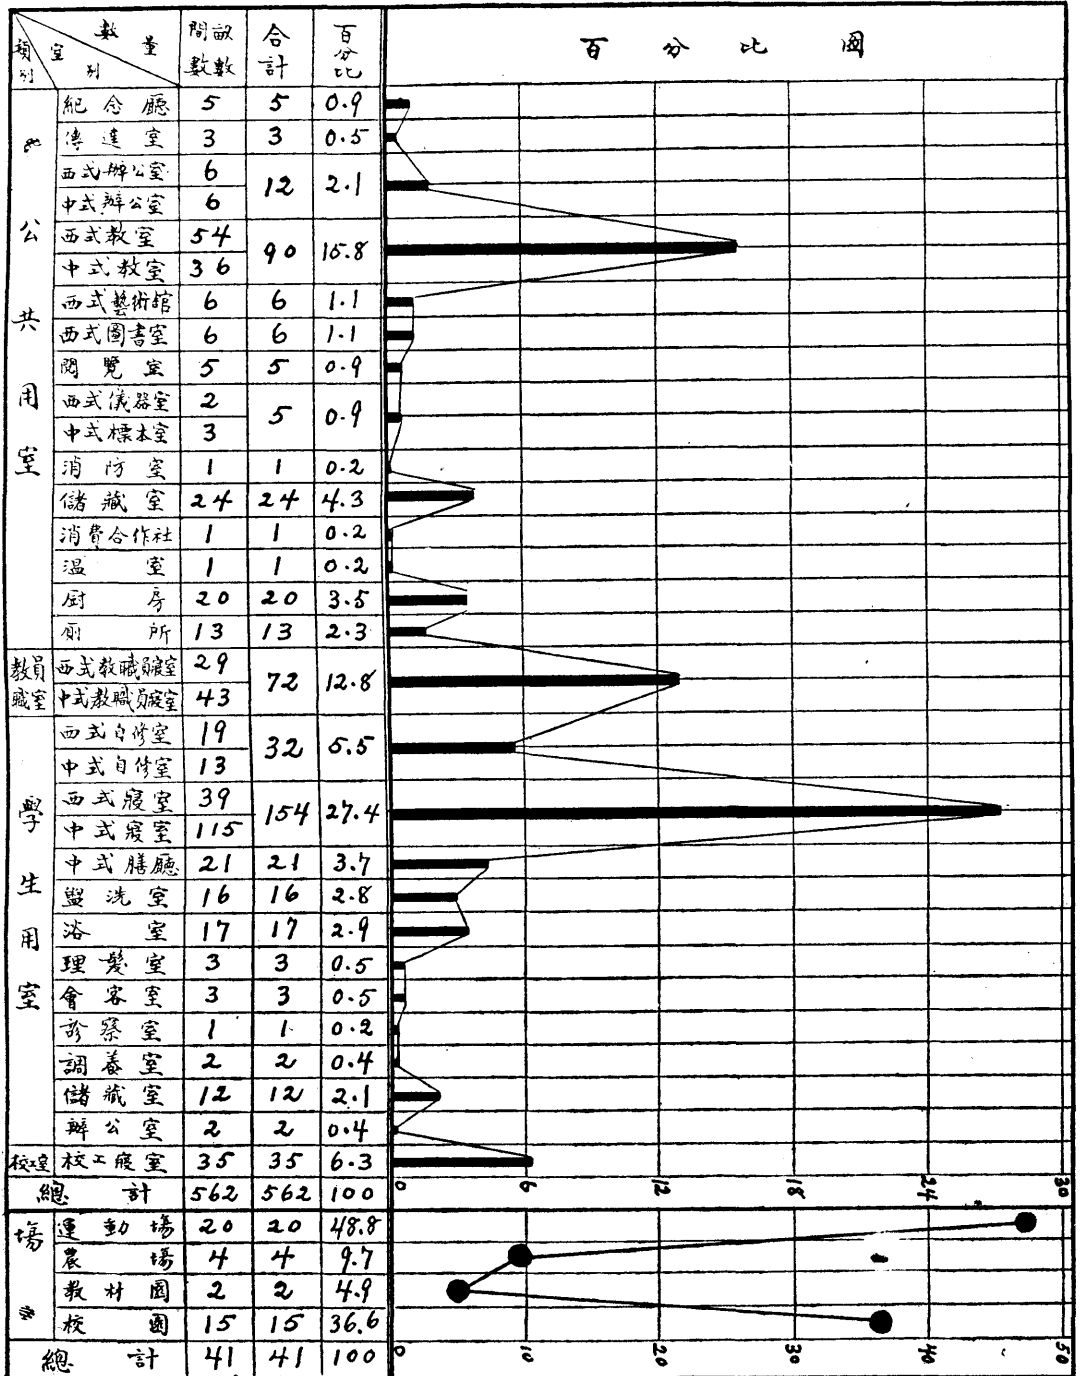 數量 室別 類別 間畝數數 合計 百分比 百分比圖
公共用室
紀念廳 5 5 0.9
傳達室 3 3 0.5
西式辦公室 6 12 2.1
中式辦公室 6
西式教室 54 90 15.8
中式教室 36
西式藝術館 6 6 1.1
西式圖書室 6 6 1.1
閱覽室 5 5 0.9
西式儀器室 2 5 0.9
中式標本室 3
消防室 1 1 0.2
儲藏室 24 24 4.3
消費合作社 1 1 0.2
溫室 1 1 0.2
厨房 20 20 3.5
廁所 13 13 2.3
教員職室
西式教職員寢室 29 72 12.8
中式教職員寢室 43
學生用室
西式自修室 19 32 5.5
中式自修室 13
西式寢室 39 154 27.4
中式寢室 115
中式膳廳 21 21 3.7
盥洗室 16 16 2.8
浴室 17 17 2.9
理髮室 3 3 0.5
會客室 3 3 0.5
診察室 1 1 0.2
調養室 2 2 0.4
儲藏室 12 12 2.1
辦公室 2 2 0.4
校工室 校工寢室 35 35 6.3
總計 562 562 100
0 6 12 18 24 30
場
運動場 20 20 48.8
農場 4 4 9.7
教材園 2 2 4.9
校園 15 15 36.6
總計 41 41 100
0 10 20 30 40 50